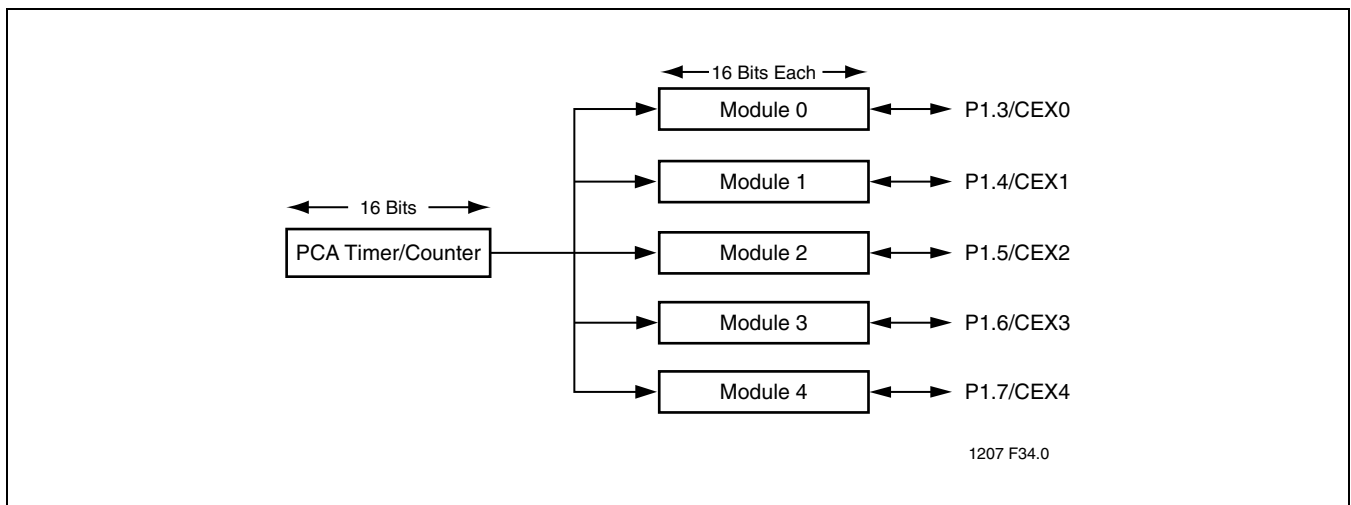 16 Bits Each
Module 0
P1.3/CEX0
Module 1
P1.4/CEX1
16 Bits
PCA Timer/Counter
Module 2
P1.5/CEX2
Module 3
P1.6/CEX3
Module 4
P1.7/CEX4
1207 F34.0